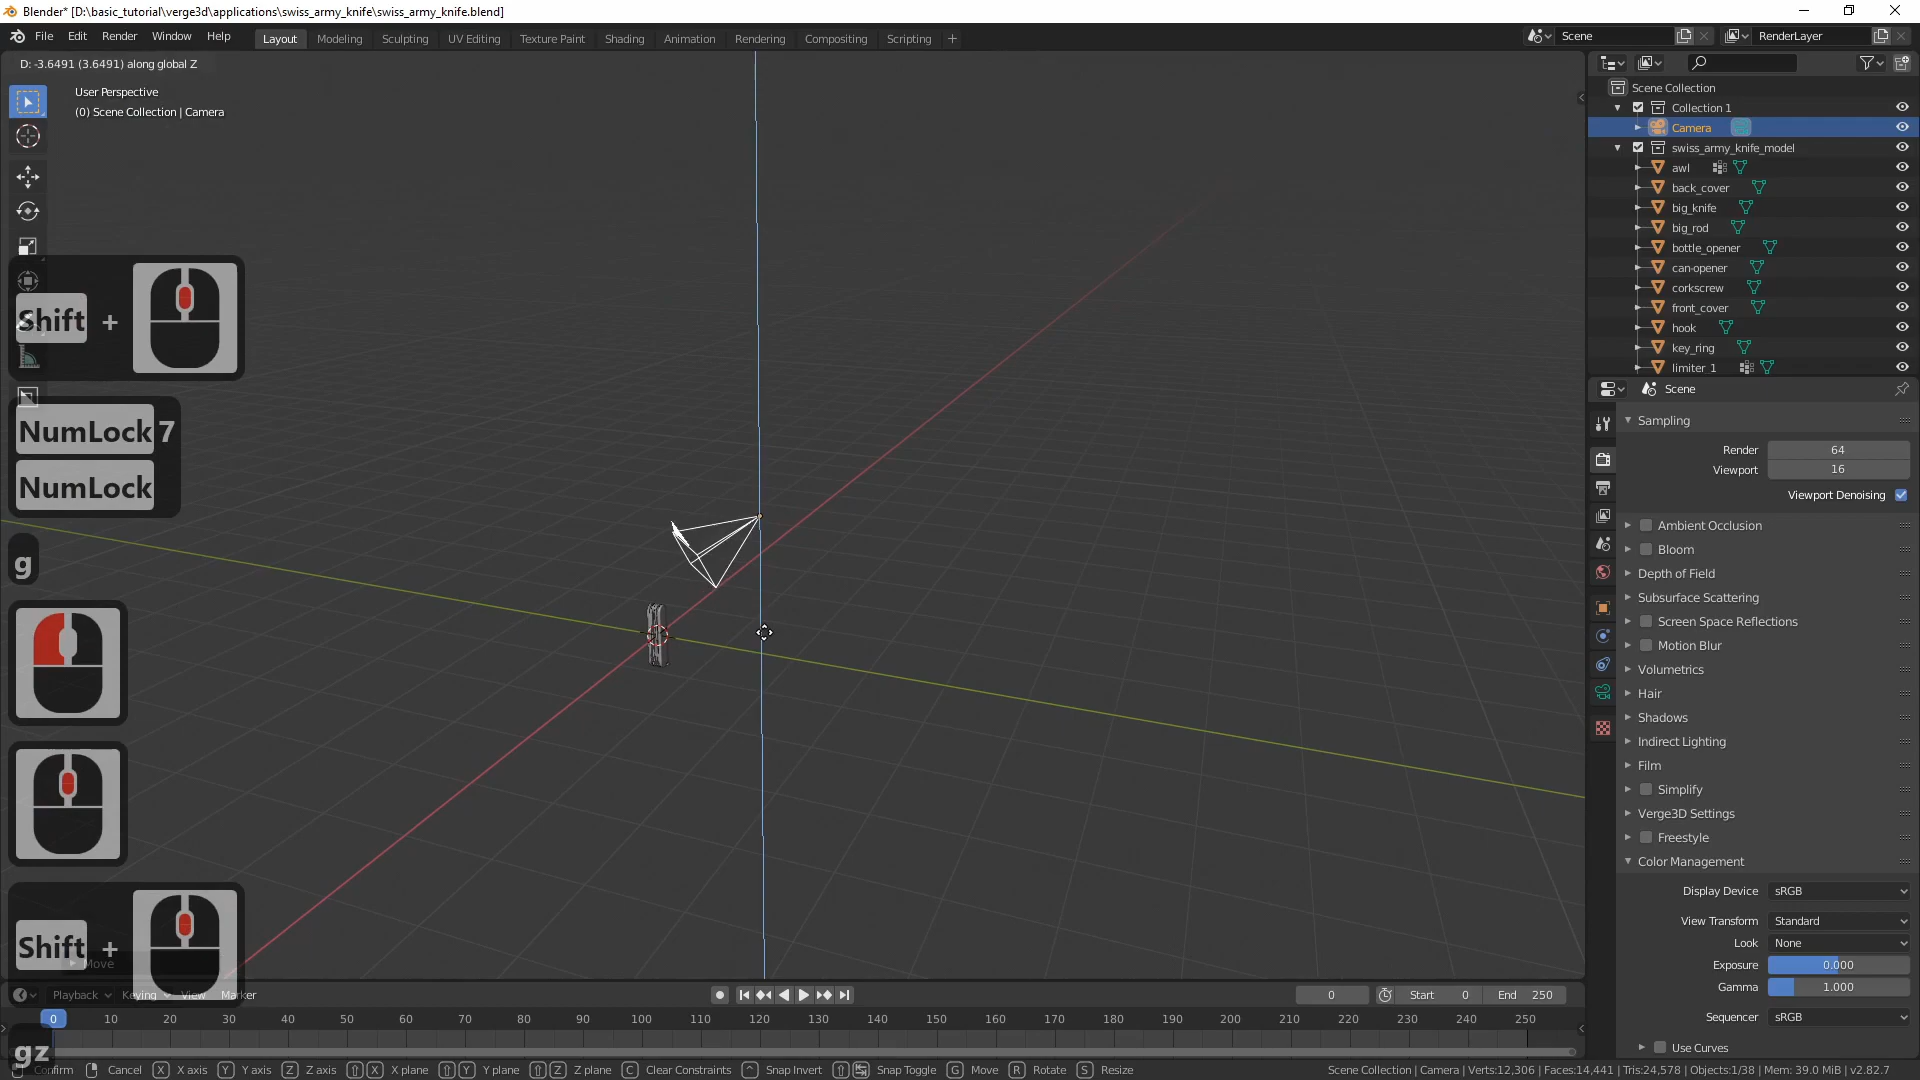 Blender* [D:\basic_tutorial\verge3d\applications\swiss_army_knife\swiss_army_knife.blend]
File Edit Render Window Help Layout Modeling Sculpting UV Editing Texture Paint Shading Animation Rendering Compositing Scripting + Scene RenderLayer
D: -3.6491 (3.6491) along global Z
User Perspective
(0) Scene Collection | Camera
Scene Collection
Collection 1
Camera
swiss_army_knife_model
awl
back_cover
big_knife
big_rod
bottle_opener
can-opener
corkscrew
front_cover
hook
key_ring
limiter_1
Shift +
NumLock 7
NumLock
g
Shift +
Move
gz
Scene
Sampling
Render 64
Viewport 16
Viewport Denoising
Ambient Occlusion
Bloom
Depth of Field
Subsurface Scattering
Screen Space Reflections
Motion Blur
Volumetrics
Hair
Shadows
Indirect Lighting
Film
Simplify
Verge3D Settings
Freestyle
Color Management
Display Device sRGB
View Transform Standard
Look None
Exposure 0.000
Gamma 1.000
Sequencer sRGB
Use Curves
Playback Keying View Marker 0 Start 0 End 250
0 10 20 30 40 50 60 70 80 90 100 110 120 130 140 150 160 170 180 190 200 210 220 230 240 250
Confirm Cancel X X axis Y Y axis Z Z axis X X plane Y Y plane Z Z plane C Clear Constraints ^ Snap Invert Snap Toggle G Move R Rotate S Resize Scene Collection | Camera | Verts:12,306 | Faces:14,441 | Tris:24,578 | Objects:1/38 | Mem: 39.0 MiB | v2.82.7